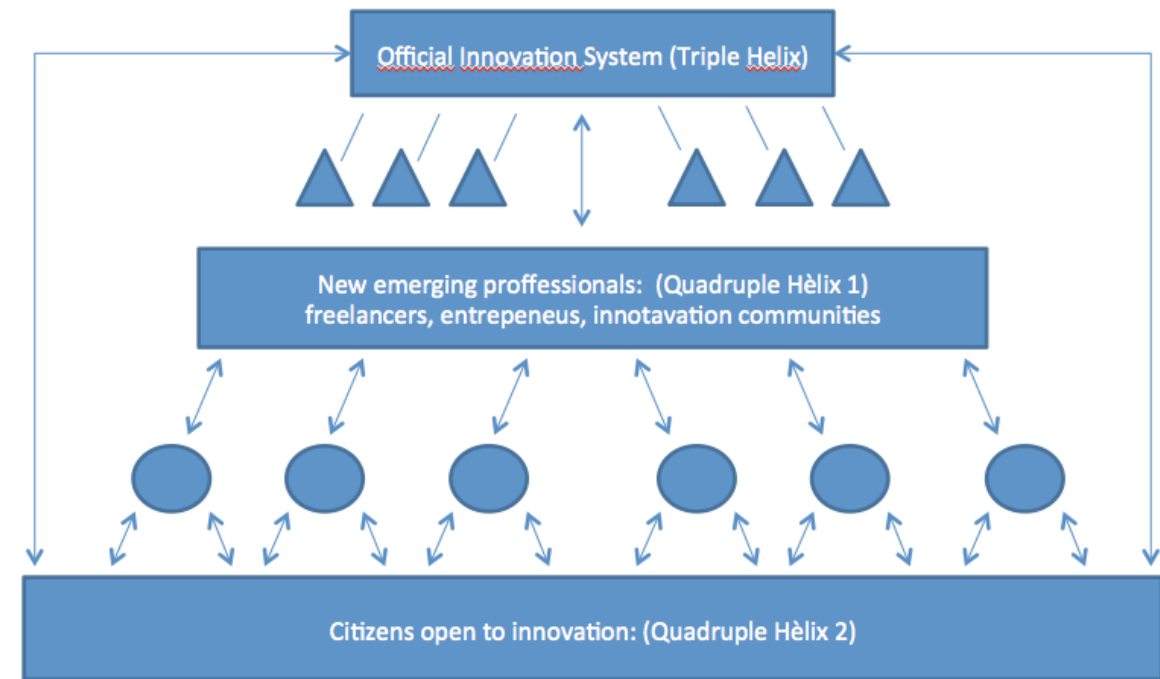 Official Innovation System (Triple Helix)
New emerging proffessionals:  (Quadruple Hèlix 1)
freelancers, entrepeneus, innotavation communities
Citizens open to innovation: (Quadruple Hèlix 2)